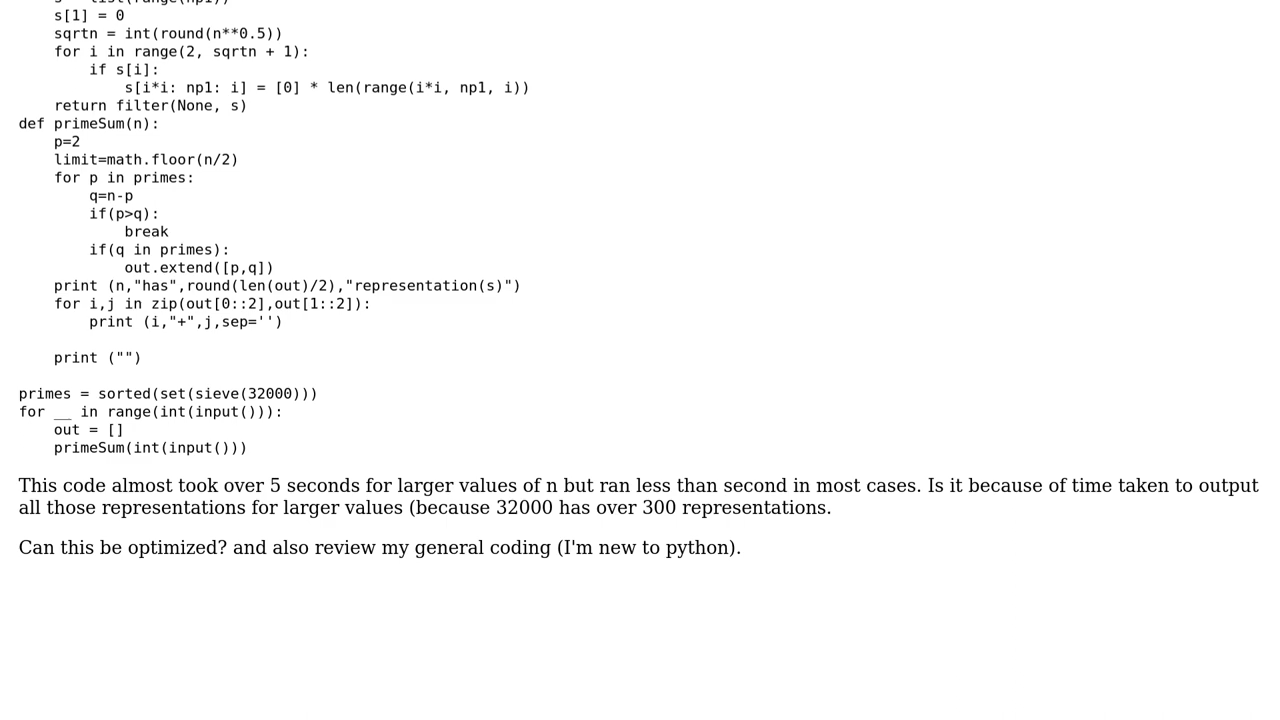 s = list(range(np1))
    s[1] = 0
    sqrtn = int(round(n**0.5))
    for i in range(2, sqrtn + 1):
        if s[i]:
            s[i*i: np1: i] = [0] * len(range(i*i, np1, i))
    return filter(None, s)
def primeSum(n):
    p=2
    limit=math.floor(n/2)
    for p in primes:
        q=n-p
        if(p>q):
            break
        if(q in primes):
            out.extend([p,q])
    print (n,"has",round(len(out)/2),"representation(s)")
    for i,j in zip(out[0::2],out[1::2]):
        print (i,"+",j,sep='')
    print ("")
primes = sorted(set(sieve(32000)))
for __ in range(int(input())):
    out = []
    primeSum(int(input()))
This code almost took over 5 seconds for larger values of n but ran less than second in most cases. Is it because of time taken to output
all those representations for larger values (because 32000 has over 300 representations.
Can this be optimized? and also review my general coding (I'm new to python).